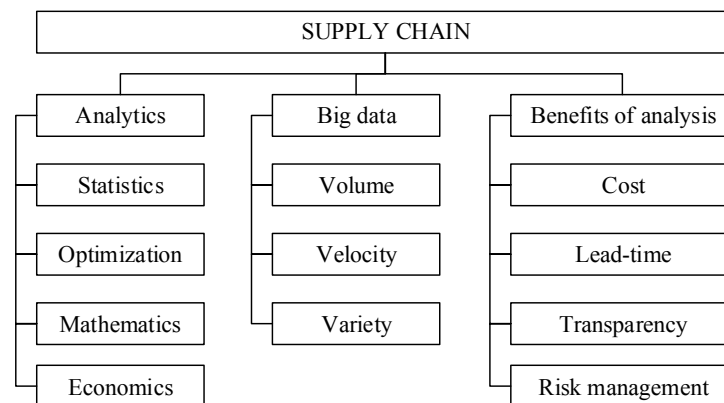 SUPPLY CHAIN
Analytics
Statistics
Optimization
Mathematics
Economics
Big data
Volume
Velocity
Variety
Benefits of analysis
Cost
Lead-time
Transparency
Risk management